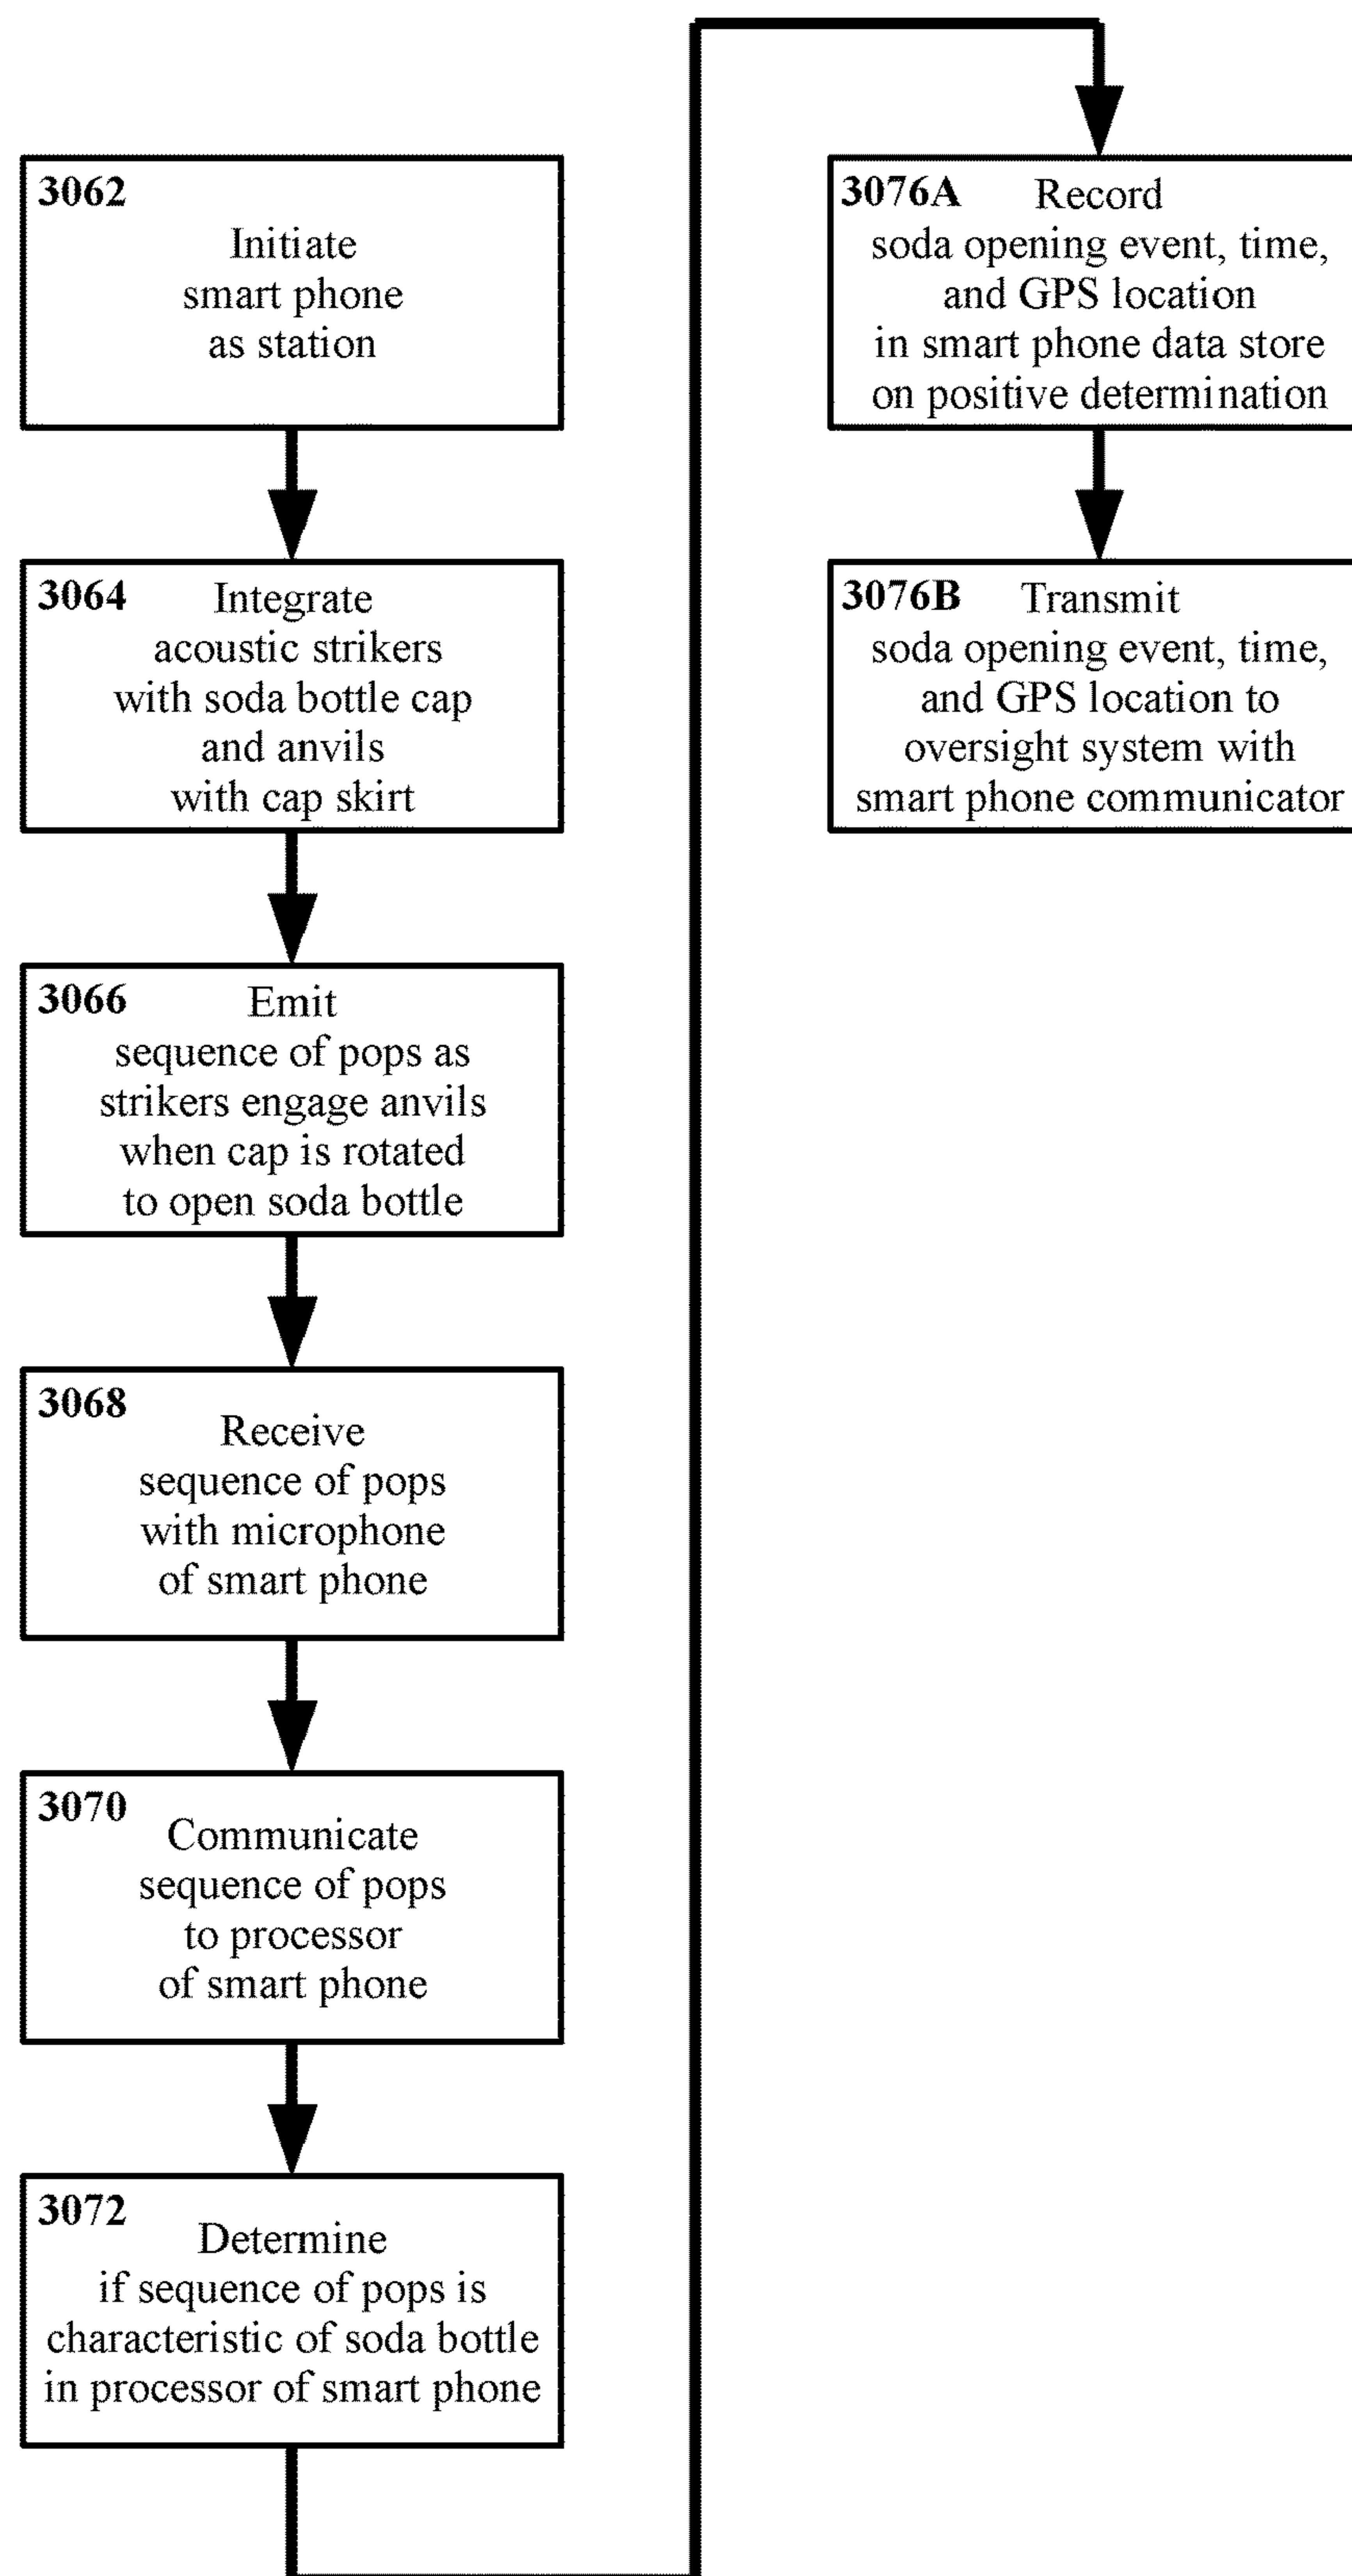 3062
Initiate
smart phone
as station
3064 Integrate
acoustic strikers
with soda bottle cap
and anvils
with cap skirt
3066 Emit
sequence of pops as
strikers engage anvils
when cap is rotated
to open soda bottle
3068
Receive
sequence of pops
with microphone
of smart phone
3070
Communicate
sequence of pops
to processor
of smart phone
3072
Determine
if sequence of pops is
characteristic of soda bottle
in processor of smart phone
3076A Record
soda opening event, time,
and GPS location
in smart phone data store
on positive determination
3076B Transmit
soda opening event, time,
and GPS location to
oversight system with
smart phone communicator